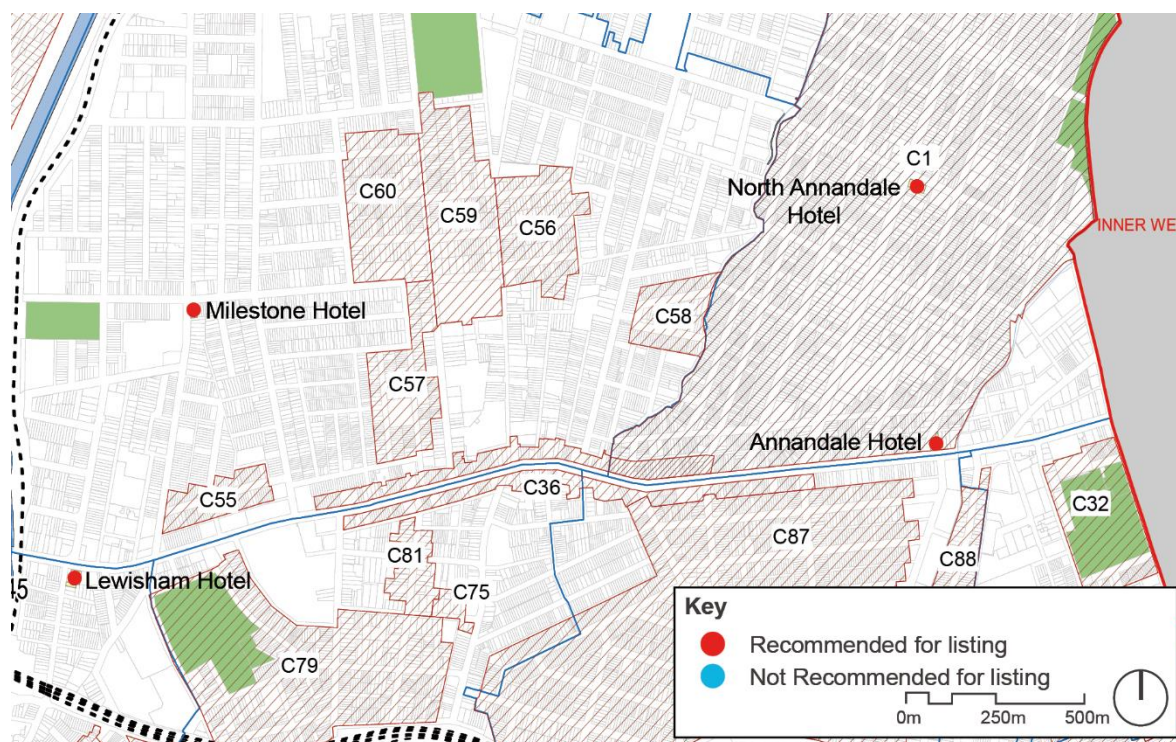 C1
North Annandale
Hotel
C60
C59
C56
INNER WE
Milestone Hotel
C58
C57
Annandale Hotel
C55
C36
C32
C87
C81
C88
Lewisham Hotel
45
C75
C79
Key
Recommended for listing
Not Recommended for listing
0m 250m 500m